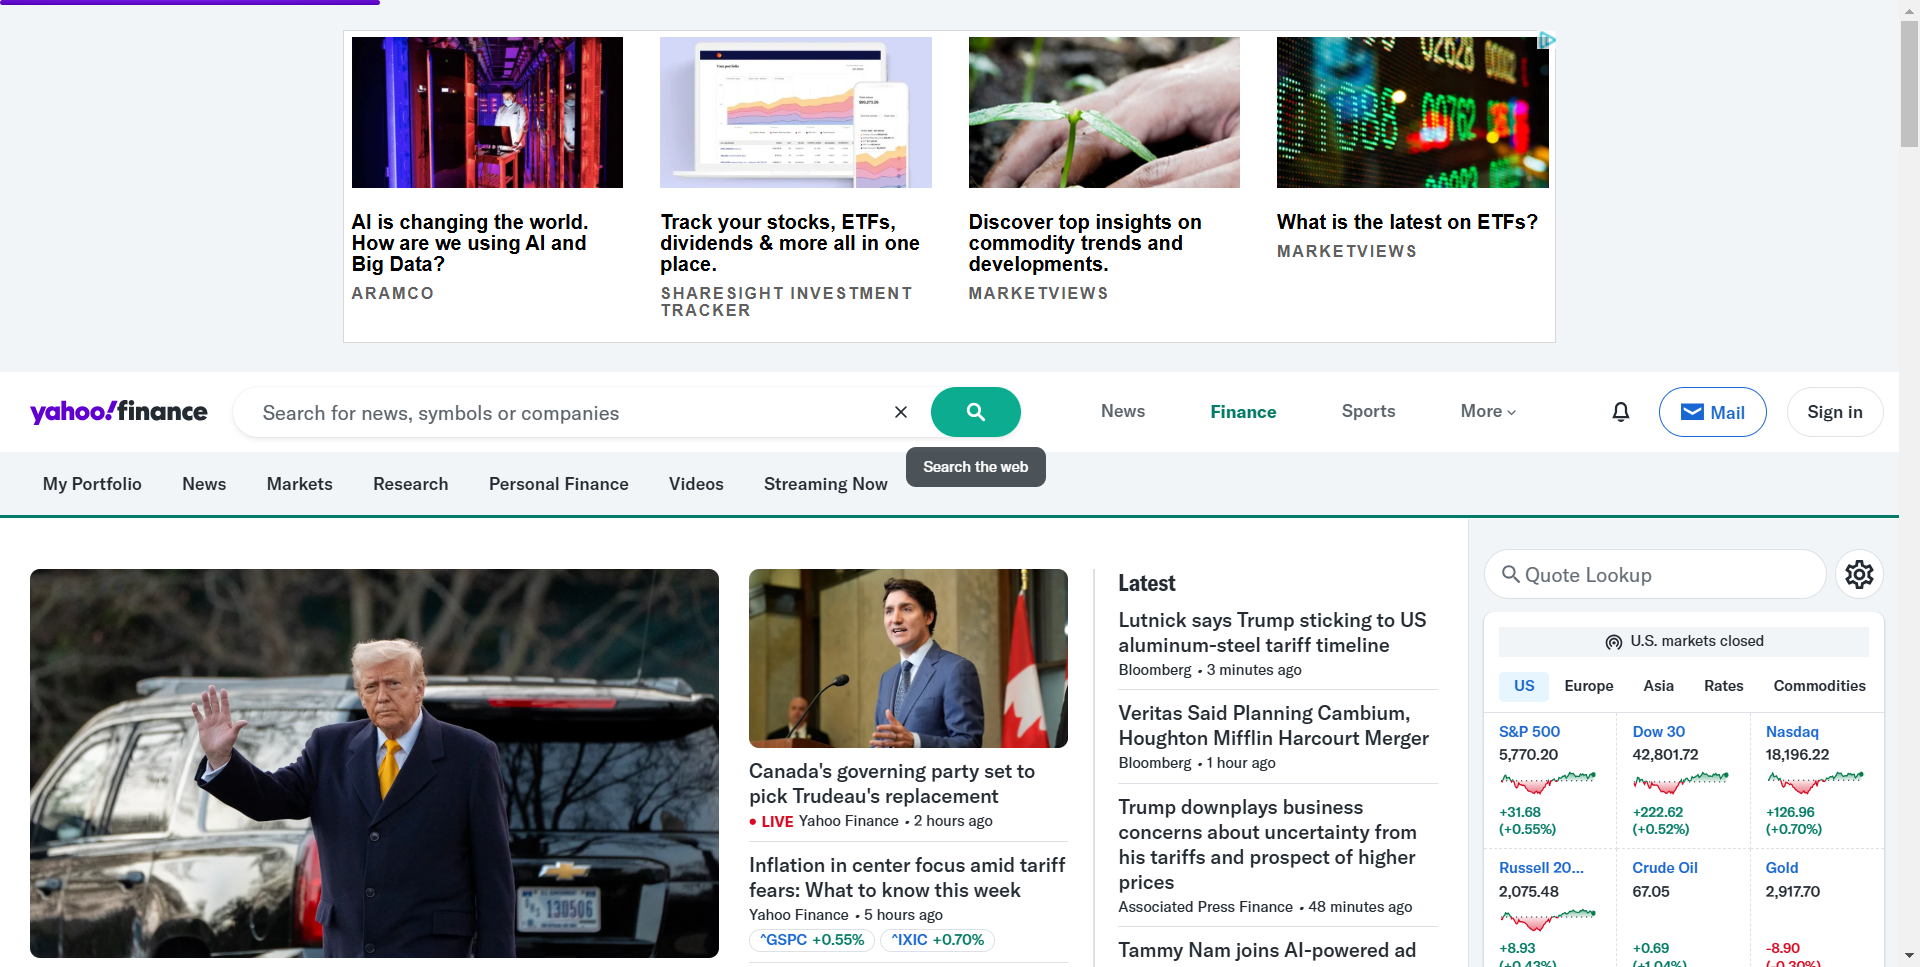 AI is changing the world.
How are we using AI and
Big Data?
ARAMCO
Track your stocks, ETFs,
dividends & more all in one
place.
SHARESIGHT INVESTMENT
TRACKER
Discover top insights on
commodity trends and
developments.
MARKETVIEWS
What is the latest on ETFs?
MARKETVIEWS
yahoo!finance
Search for news, symbols or companies
News
Finance
Sports
More
Mail
Sign in
Search the web
My Portfolio
News
Markets
Research
Personal Finance
Videos
Streaming Now
130506
Canada's governing party set to
pick Trudeau's replacement
LIVE Yahoo Finance • 2 hours ago
Inflation in center focus amid tariff
fears: What to know this week
Yahoo Finance • 5 hours ago
^GSPC +0.55% ^IXIC +0.70%
Latest
Lutnick says Trump sticking to US
aluminum-steel tariff timeline
Bloomberg • 3 minutes ago
Veritas Said Planning Cambium,
Houghton Mifflin Harcourt Merger
Bloomberg • 1 hour ago
Trump downplays business
concerns about uncertainty from
his tariffs and prospect of higher
prices
Associated Press Finance • 48 minutes ago
Tammy Nam joins AI-powered ad
Quote Lookup
U.S. markets closed
US Europe Asia Rates Commodities
S&P 500
5,770.20
+31.68
(+0.55%)
Dow 30
42,801.72
+222.62
(+0.52%)
Nasdaq
18,196.22
+126.96
(+0.70%)
Russell 20...
2,075.48
+8.93
(+0.43%)
Crude Oil
67.05
+0.69
(+1.04%)
Gold
2,917.70
-8.90
(-0.30%)